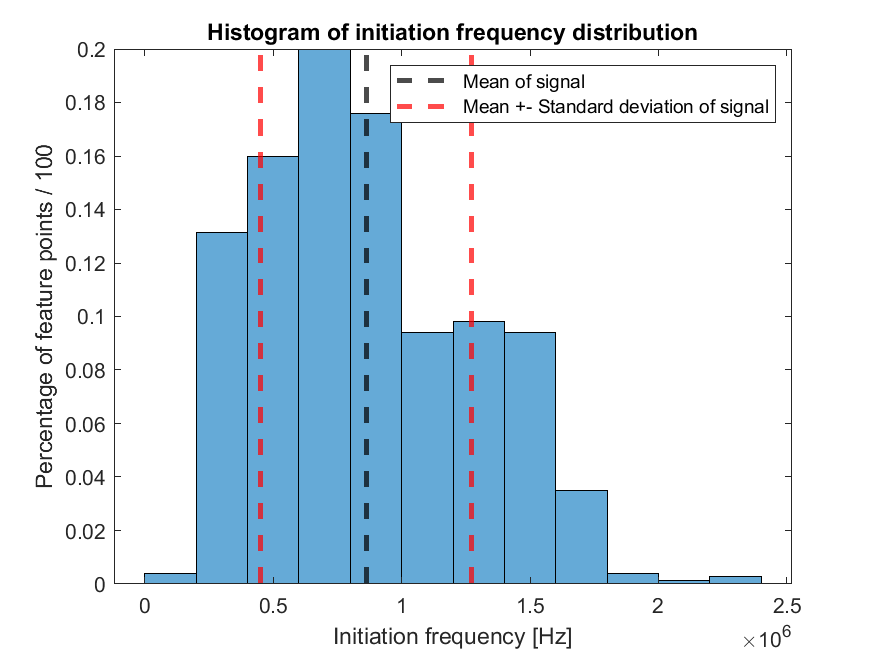 Histogram of initiation frequency distribution
Mean of signal
Mean +- Standard deviation of signal
Percentage of feature points / 100
0.2
0.18
0.16
0.14
0.12
0.1
0.08
0.06
0.04
0.02
0
0 0.5 1 1.5 2 2.5
×10^6
Initiation frequency [Hz]